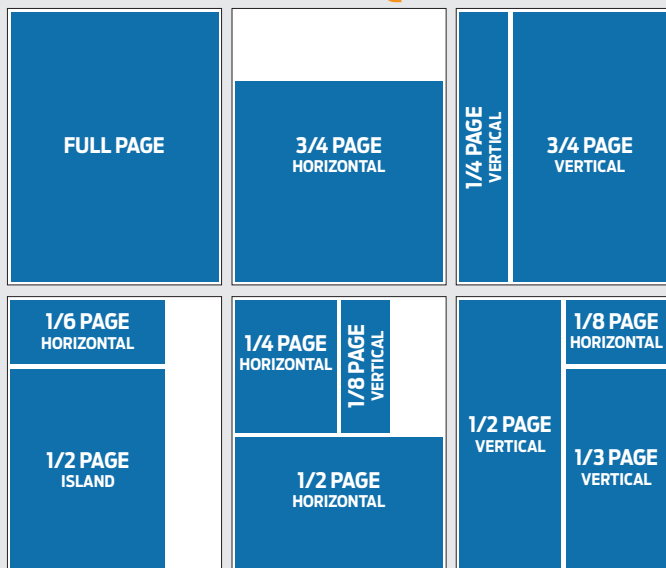 FULL PAGE
3/4 PAGE
HORIZONTAL
1/4 PAGE
VERTICAL
3/4 PAGE
VERTICAL
1/6 PAGE
HORIZONTAL
1/2 PAGE
ISLAND
1/4 PAGE
HORIZONTAL
1/8 PAGE
VERTICAL
1/2 PAGE
HORIZONTAL
1/2 PAGE
VERTICAL
1/8 PAGE
HORIZONTAL
1/3 PAGE
VERTICAL